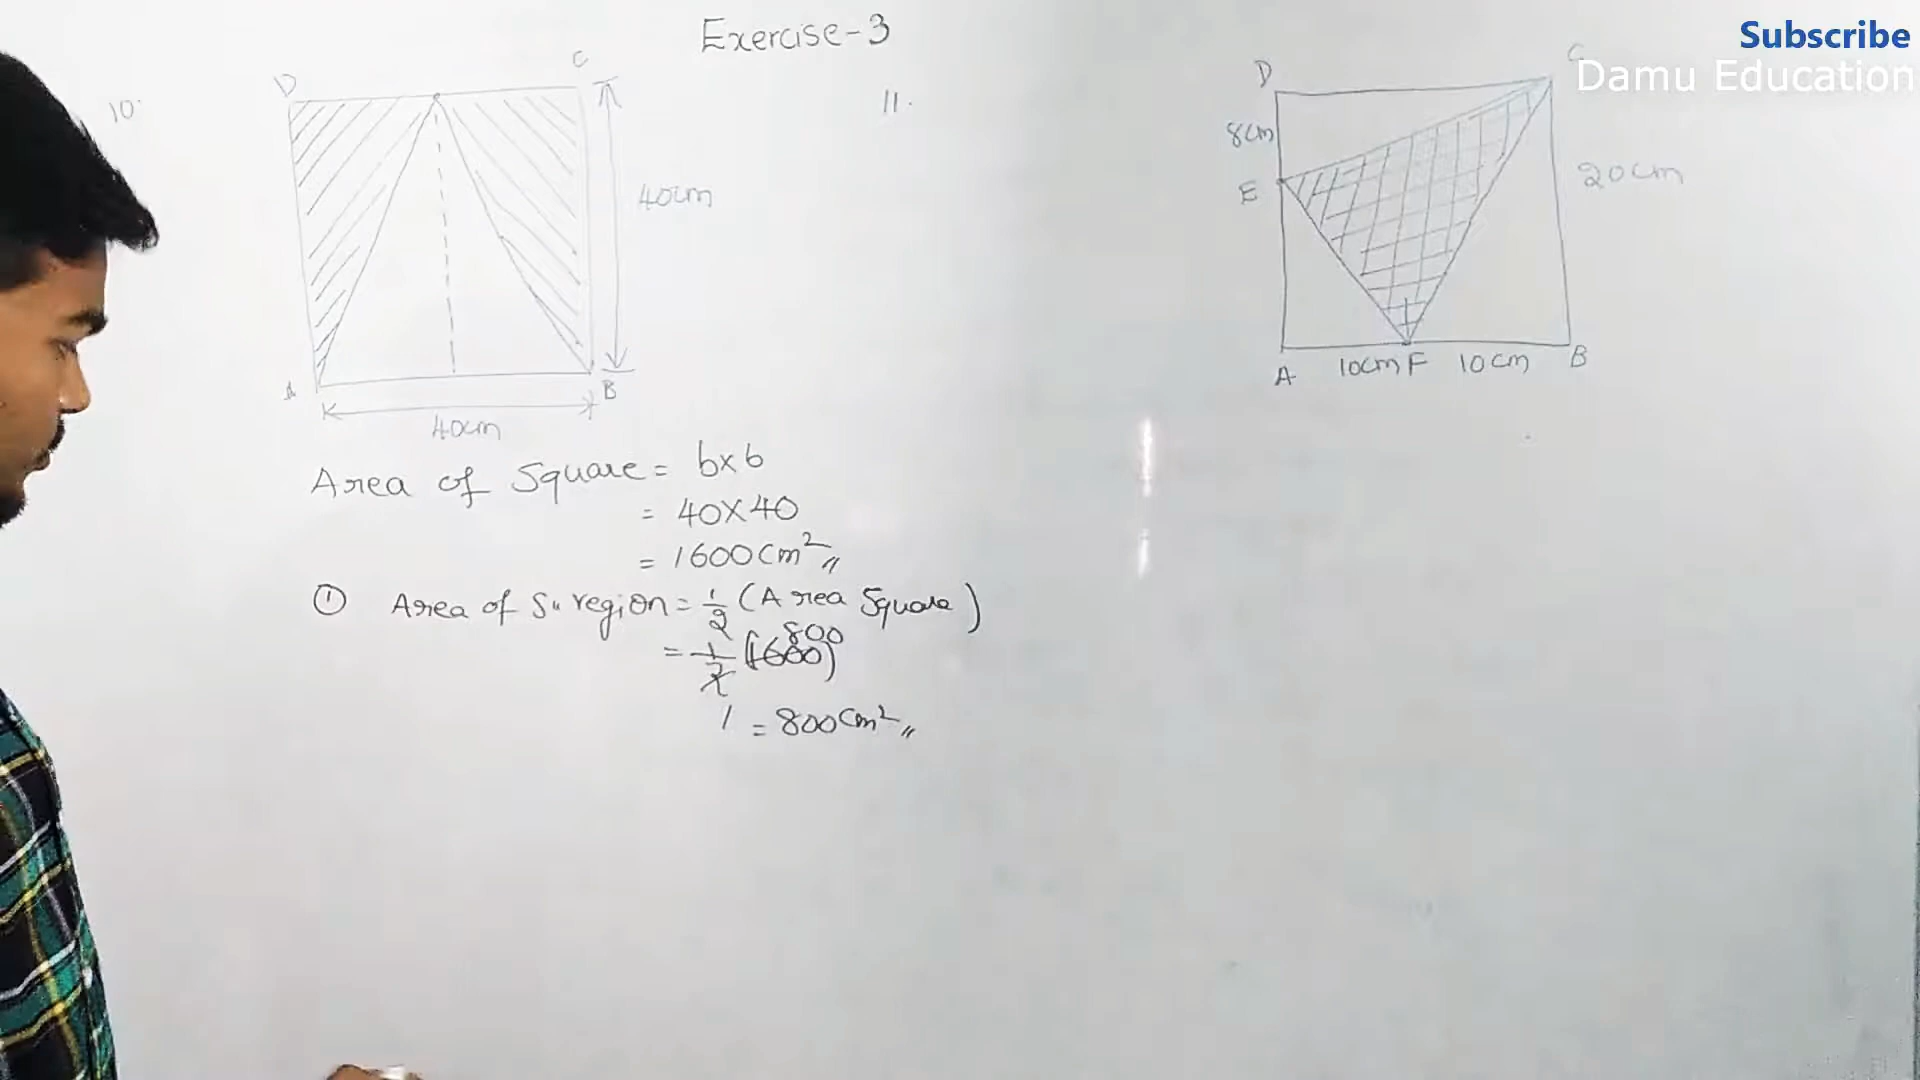 Exercise-3
Subscribe
Damu Education
10.
D
C
40cm
A
B
40cm
11.
D
C
8cm
E
20cm
A
10cm F 10cm
B
Area of Square = b×b
= 40×40
= 1600cm²
① Area of S" region = 1/2 (Area Square)
800
= 1/2 (1600)
1
= 800cm²